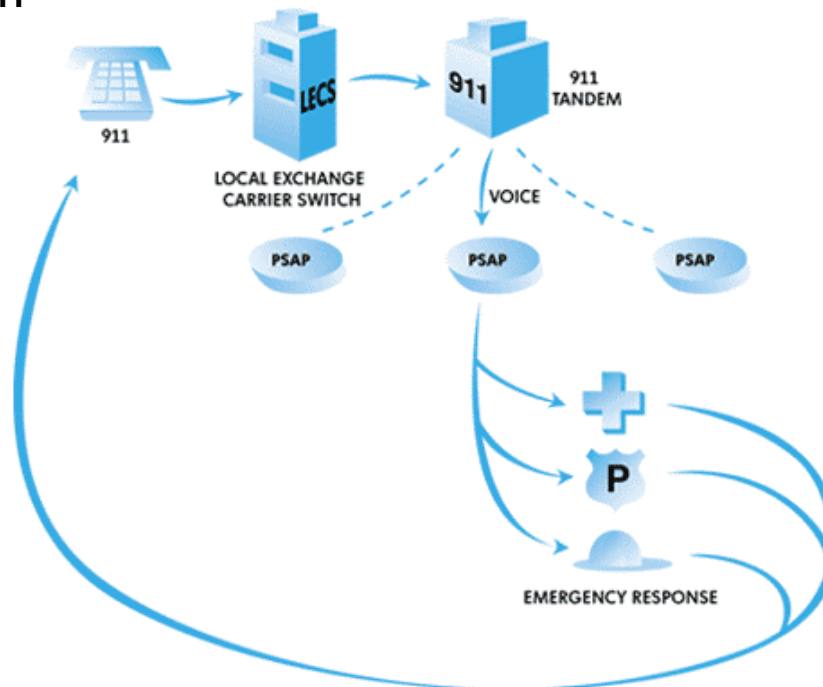 911
LECS
911
911
TANDEM
LOCAL EXCHANGE
CARRIER SWITCH
VOICE
PSAP
PSAP
PSAP
P
EMERGENCY RESPONSE